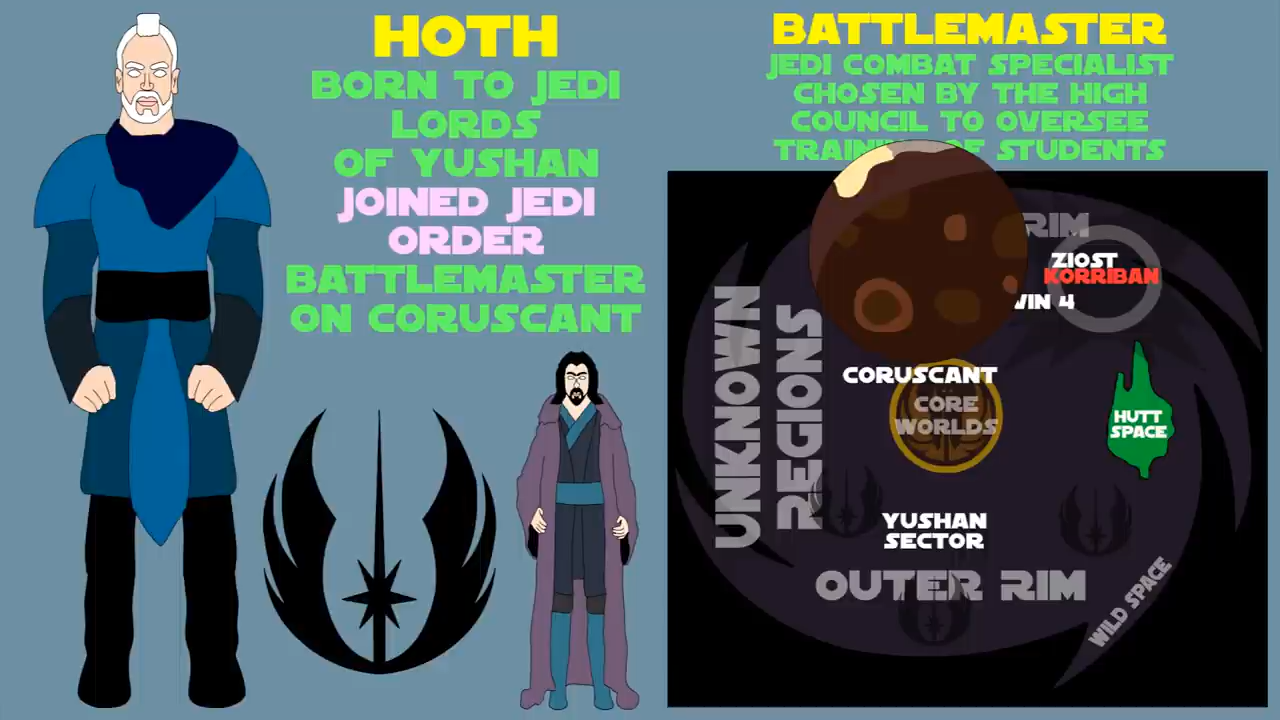 HOTH
BORN TO JEDI
LORDS
OF YUSHAN
JOINED JEDI
ORDER
BATTLEMASTER
ON CORUSCANT
BATTLEMASTER
JEDI COMBAT SPECIALIST
CHOSEN BY THE HIGH
COUNCIL TO OVERSEE
OF STUDENTS
RIM
ZIOST
KORRIBAN
4
UNKNOWN
REGIONS
CORUSCANT
CORE
WORLDS
HUTT
SPACE
YUSHAN
SECTOR
OUTER RIM
WILD SPACE